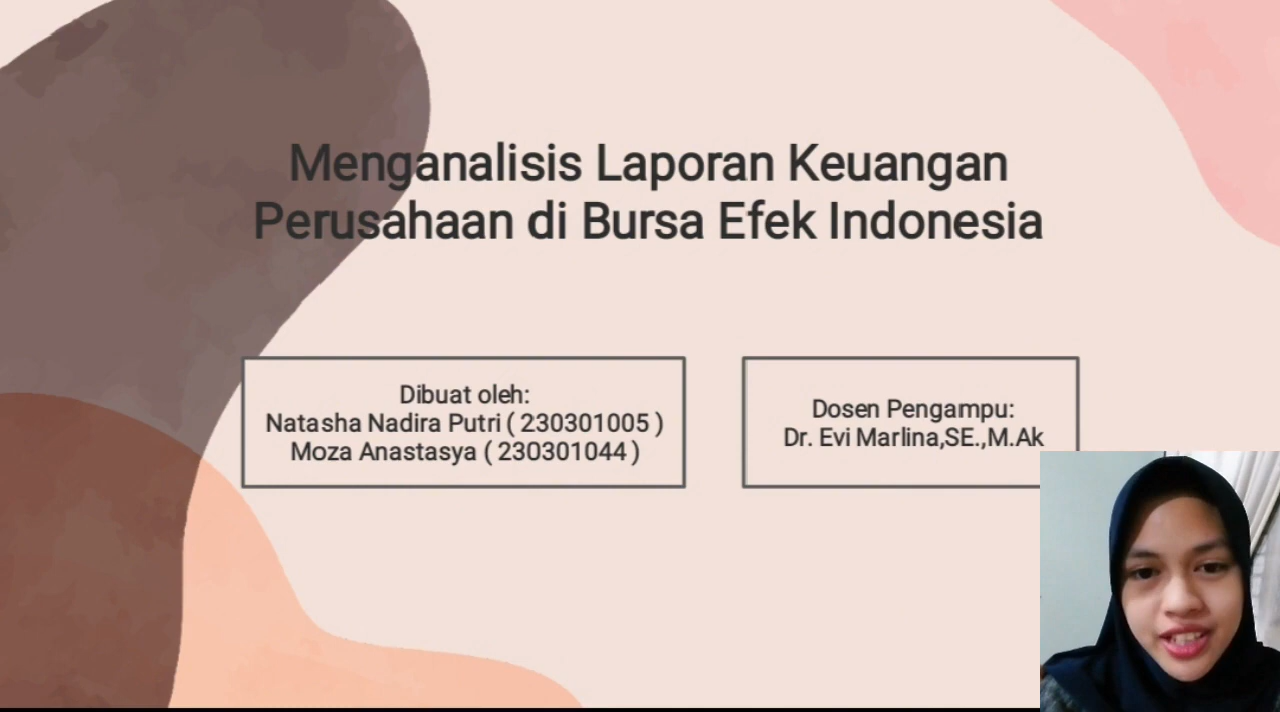 Menganalisis Laporan Keuangan
Perusahaan di Bursa Efek Indonesia
Dibuat oleh:
Natasha Nadira Putri ( 230301005 )
Moza Anastasya ( 230301044 )
Dosen Pengampu:
Dr. Evi Marlina,SE.,M.Ak